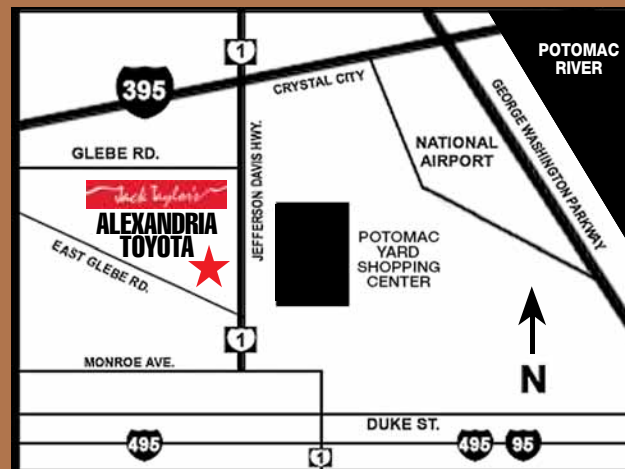 POTOMAC
RIVER
1
395
CRYSTAL CITY
GEORGE WASHINGTON PARKWAY
JEFFERSON DAVIS HWY.
NATIONAL
AIRPORT
GLEBE RD.
Jack Taylor's
ALEXANDRIA
TOYOTA
EAST GLEBE RD.
POTOMAC
YARD
SHOPPING
CENTER
1
MONROE AVE.
N
DUKE ST.
495
495
95
1